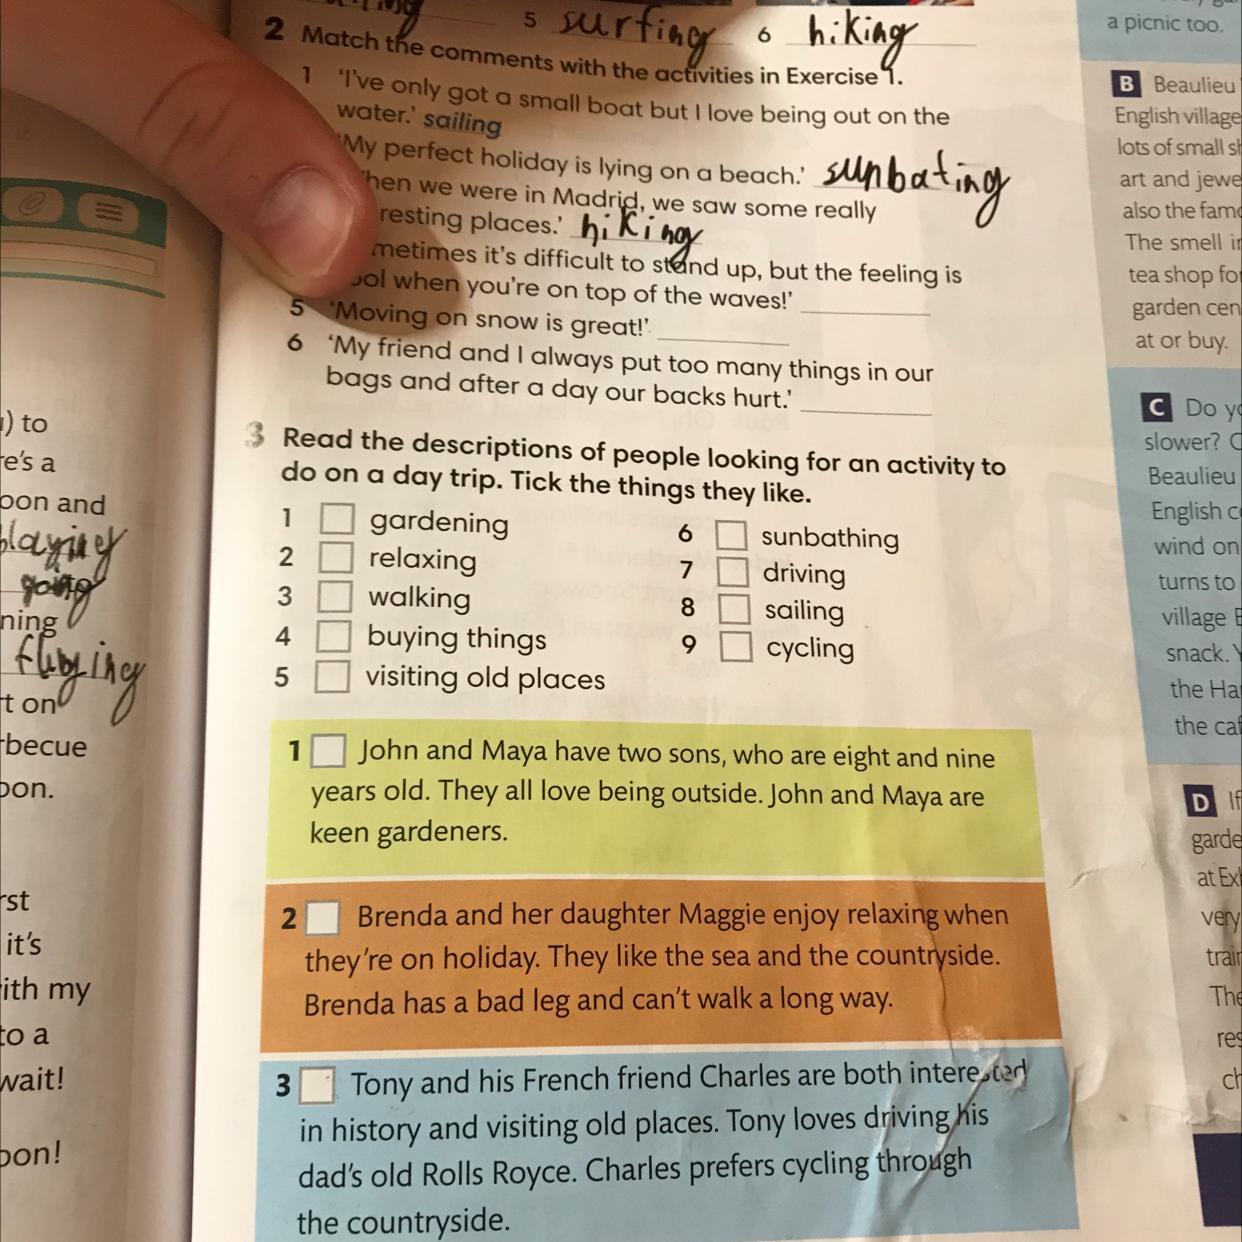 5 surfing 6 hiking
2 Match the comments with the activities in Exercise 1.
1 'I've only got a small boat but I love being out on the
water.' sailing
'My perfect holiday is lying on a beach.' sunbating
when we were in Madrid, we saw some really
resting places.' hiking
metimes it's difficult to stand up, but the feeling is
ool when you're on top of the waves!'
5 'Moving on snow is great!'
6 'My friend and I always put too many things in our
bags and after a day our backs hurt.'
3 Read the descriptions of people looking for an activity to
do on a day trip. Tick the things they like.
1 gardening
2 relaxing
3 walking
4 buying things
5 visiting old places
6 sunbathing
7 driving
8 sailing
9 cycling
1 John and Maya have two sons, who are eight and nine
years old. They all love being outside. John and Maya are
keen gardeners.
2 Brenda and her daughter Maggie enjoy relaxing when
they're on holiday. They like the sea and the countryside.
Brenda has a bad leg and can't walk a long way.
3 Tony and his French friend Charles are both interested
in history and visiting old places. Tony loves driving his
dad's old Rolls Royce. Charles prefers cycling through
the countryside.
) to
re's a
oon and
playing
going
ning
t on
rbecue
oon.
rst
it's
ith my
to a
wait!
oon!
a picnic too.
B Beaulieu
English village
lots of small sh
art and jewe
also the famo
The smell in
tea shop for
garden cen
at or buy.
C Do yo
slower? C
Beaulieu
English c
wind on
turns to
village B
snack. Y
the Har
the caf
D If
garde
at Exb
very
train
The
res
ch